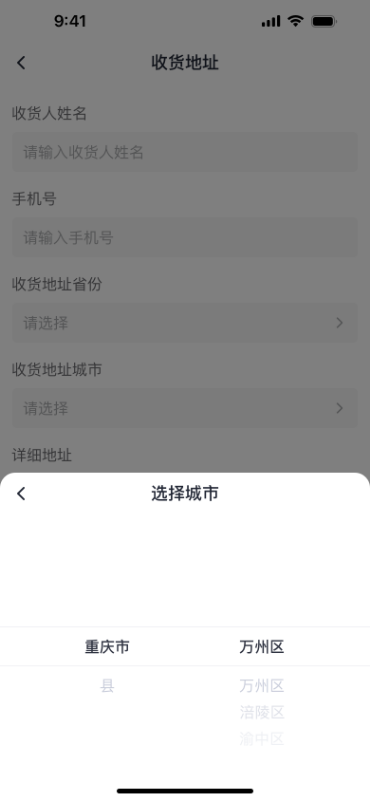 9:41
收货地址
收货人姓名
请输入收货人姓名
手机号
请输入手机号
收货地址省份
请选择
收货地址城市
请选择
详细地址
选择城市
重庆市 万州区
县 万州区
涪陵区
渝中区